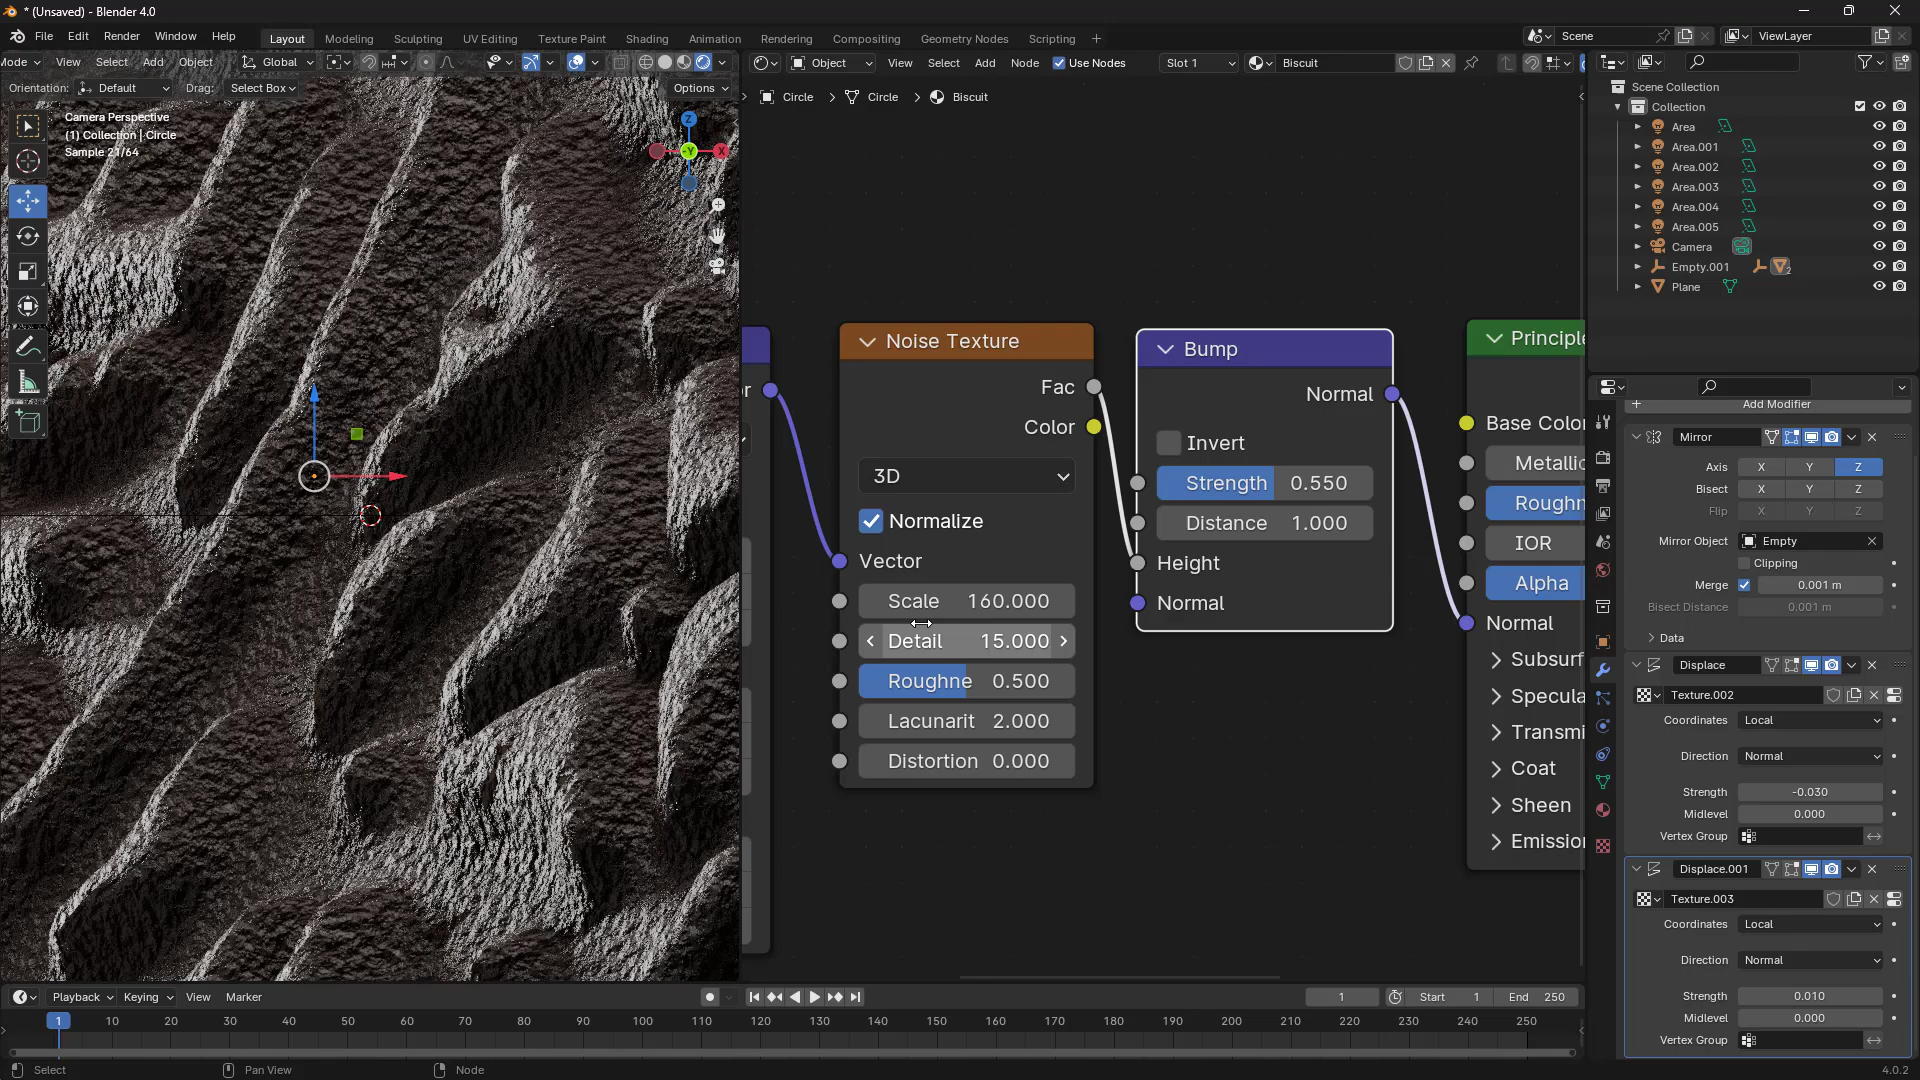 * (Unsaved) - Blender 4.0
File Edit Render Window Help
Layout Modeling Sculpting UV Editing Texture Paint Shading Animation Rendering Compositing Geometry Nodes Scripting
Scene
ViewLayer
Mode View Select Add Object Global
Object View Select Add Node Use Nodes Slot 1 Biscuit
Orientation: Default Drag: Select Box Options
Circle Circle Biscuit
Camera Perspective
(1) Collection | Circle
Sample 21/64
Z
-Y
X
Noise Texture
Fac
Color
3D
Normalize
Vector
Scale 160.000
Detail 15.000
Roughne 0.500
Lacunarit 2.000
Distortion 0.000
Bump
Normal
Invert
Strength 0.550
Distance 1.000
Height
Normal
Principle
Base Color
Metallic
Roughn
IOR
Alpha
Normal
Subsurf
Specula
Transmi
Coat
Sheen
Emission
Scene Collection
Collection
Area
Area.001
Area.002
Area.003
Area.004
Area.005
Camera
Empty.001 2
Plane
Add Modifier
Mirror
Axis X Y Z
Bisect X Y Z
Flip X Y Z
Mirror Object Empty
Clipping
Merge 0.001 m
Bisect Distance 0.001 m
Data
Displace
Texture.002
Coordinates Local
Direction Normal
Strength -0.030
Midlevel 0.000
Vertex Group
Displace.001
Texture.003
Coordinates Local
Direction Normal
Strength 0.010
Midlevel 0.000
Vertex Group
Playback Keying View Marker 1 Start 1 End 250
1 10 20 30 40 50 60 70 80 90 100 110 120 130 140 150 160 170 180 190 200 210 220 230 240 250
Select Pan View Node 4.0.2